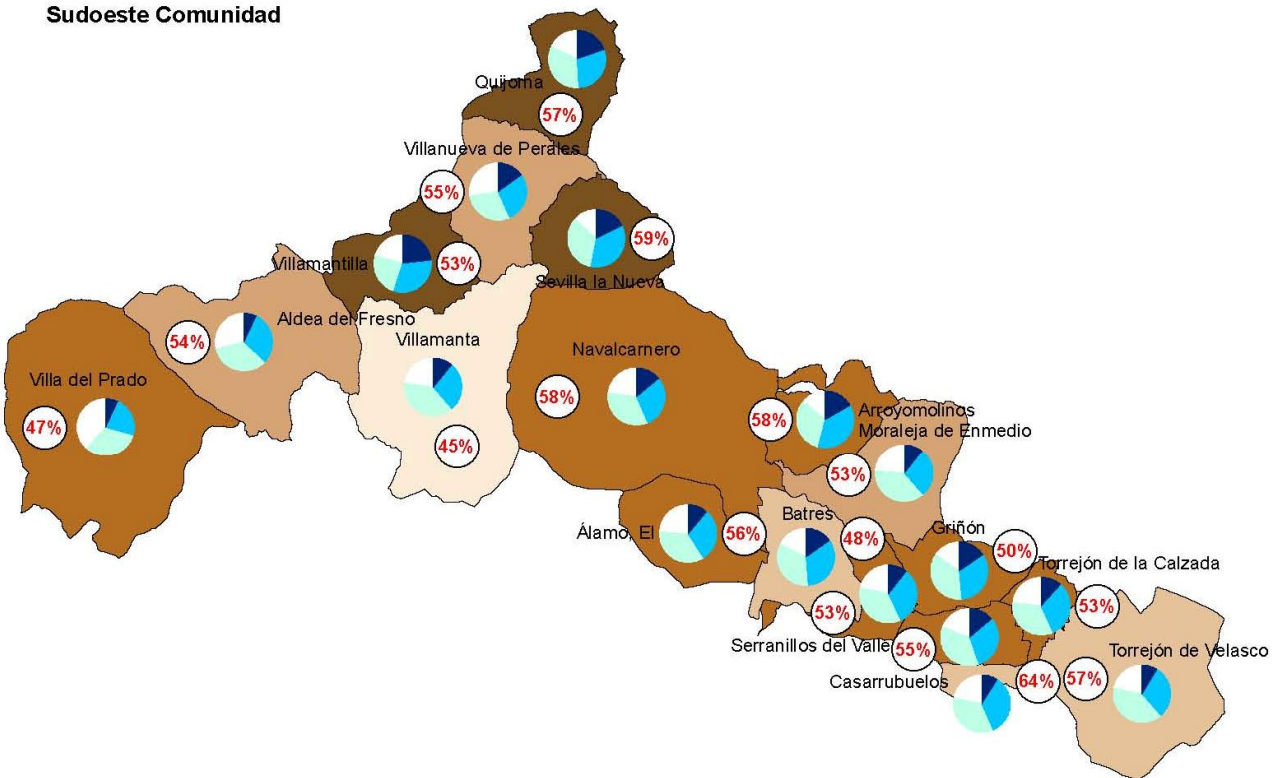 Sudoeste Comunidad
Quijorna
57%
Villanueva de Perales
55%
59%
Villamantilla
53%
Sevilla la Nueva
Aldea del Fresno
54%
Villamanta
Navalcarnero
Villa del Prado
58%
58%
Arroyomolinos
47%
Moraleja de Enmedio
45%
53%
Batres
Álamo, El
56%
48%
Griñón
50%
Torrejón de la Calzada
53%
53%
Serranillos del Valle
55%
Torrejón de Velasco
Casarrubuelos
64%
57%